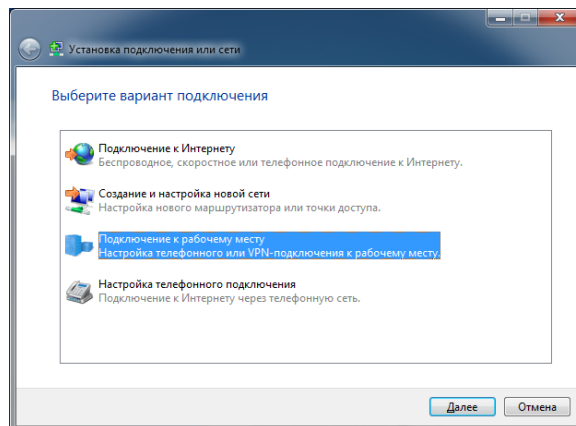 Установка подключения или сети
Выберите вариант подключения
Подключение к Интернету
Беспроводное, скоростное или телефонное подключение к Интернету.
Создание и настройка новой сети
Настройка нового маршрутизатора или точки доступа.
Подключение к рабочему месту
Настройка телефонного или VPN-подключения к рабочему месту.
Настройка телефонного подключения
Подключение к Интернету через телефонную сеть.
Далее
Отмена